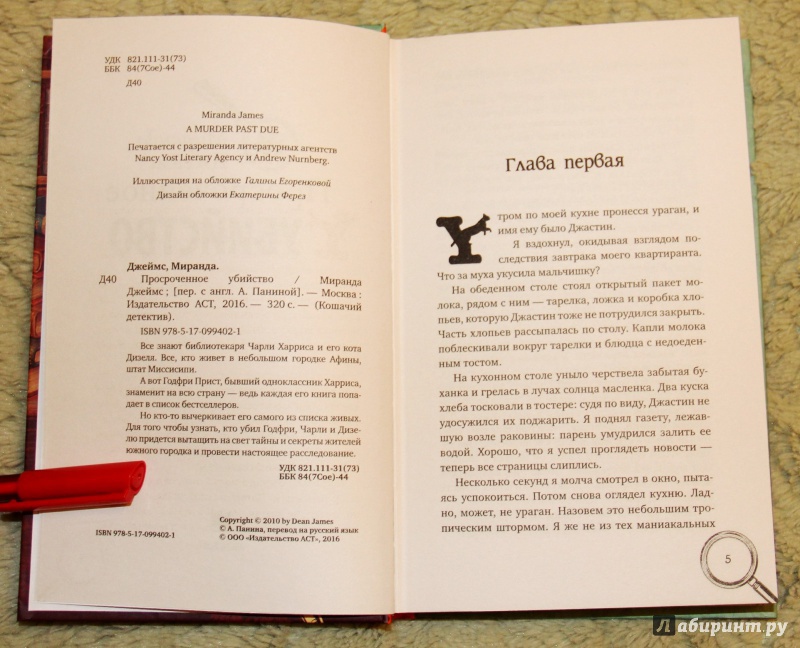 УДК 821.111-31(73)
ББК 84(7Сое)-44
Д40
Miranda James
A MURDER PAST DUE
Печатается с разрешения литературных агентств
Nancy Yost Literary Agency и Andrew Nurnberg.
Иллюстрация на обложке Галины Егоренковой
Дизайн обложки Екатерины Ферез
Джеймс, Миранда.
Д40 Просроченное убийство / Миранда
Джеймс ; [пер. с англ. А. Паниной]. — Москва :
Издательство АСТ, 2016. — 320 с. — (Кошачий
детектив).
ISBN 978-5-17-099402-1
Все знают библиотекаря Чарли Харриса и его кота
Дизеля. Все, кто живет в небольшом городке Афины,
штат Миссисипи.
А вот Годфри Прист, бывший одноклассник Харриса,
знаменит на всю страну — ведь каждая его книга попа-
дает в список бестселлеров.
Но кто-то вычеркивает его самого из списка живых.
Для того чтобы узнать, кто убил Годфри, Чарли и Дизе-
лю придется вытащить на свет тайны и секреты жителей
южного городка и провести настоящее расследование.
УДК 821.111-31(73)
ББК 84(7Сое)-44
Copyright © 2010 by Dean James
© А. Панина, перевод на русский язык
ISBN 978-5-17-099402-1 © ООО «Издательство АСТ», 2016
Глава первая
Утром по моей кухне пронесся ураган, и
имя ему было Джастин.
Я вздохнул, окидывая взглядом по-
следствия завтрака моего квартиранта.
Что за муха укусила мальчишку?
На обеденном столе стоял открытый пакет мо-
лока, рядом с ним — тарелка, ложка и коробка хло-
пьев, которую Джастин тоже не потрудился закрыть.
Часть хлопьев рассыпалась по столу. Капли молока
поблескивали вокруг тарелки и блюдца с недоеден-
ным тостом.
На кухонном столе уныло черствела забытая бу-
ханка и грелась в лучах солнца масленка. Два куска
хлеба тосковали в тостере: судя по виду, Джастин не
удосужился их поджарить. Я поднял газету, лежав-
шую возле раковины: парень умудрился залить ее
водой. Хорошо, что я успел проглядеть новости —
теперь все страницы слиплись.
Несколько секунд я молча смотрел в окно, пыта-
ясь успокоиться. Потом снова оглядел кухню. Лад-
но, может, не ураган. Назовем это небольшим тро-
пическим штормом. Я же не из тех маниакальных
5
Лабиринт.ру